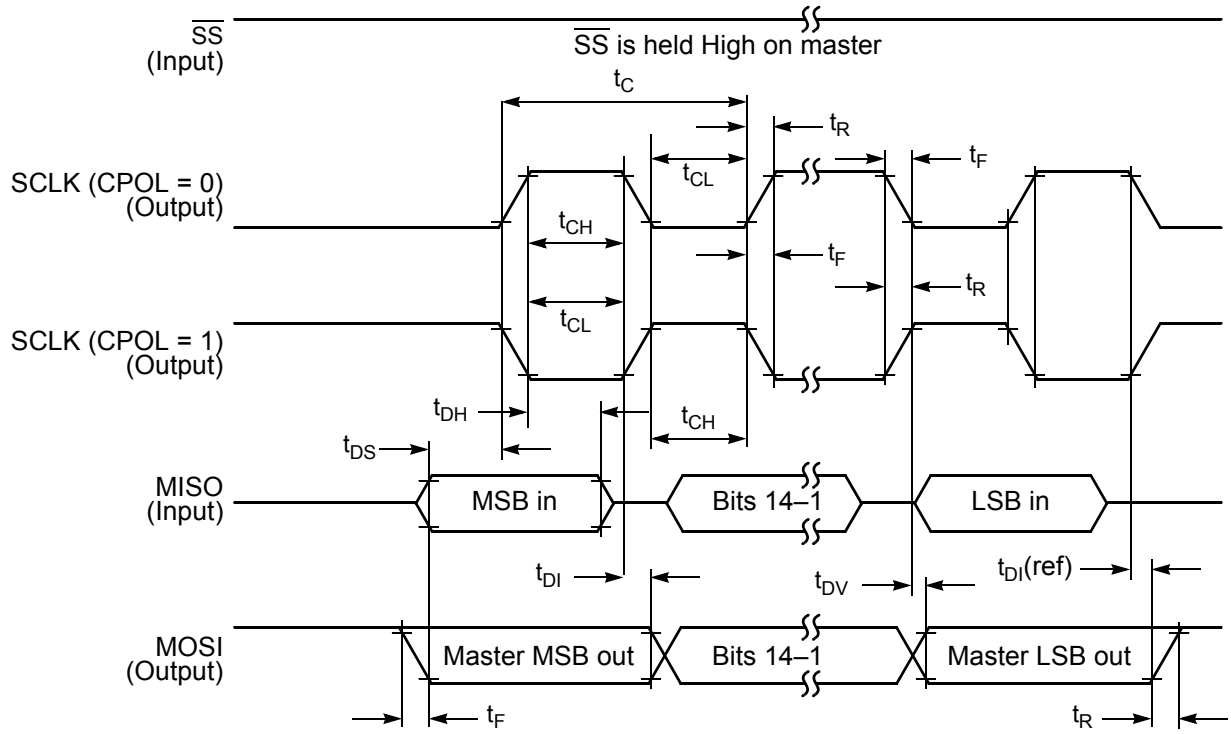 SS
(Input)
SS is held High on master
tC
tR
tF
tCL
SCLK (CPOL = 0)
(Output)
tCH
tF
tR
tCL
SCLK (CPOL = 1)
(Output)
tDH
tCH
tDS
MISO
(Input)
MSB in
Bits 14–1
LSB in
tDI
tDV
tDI(ref)
MOSI
(Output)
Master MSB out
Bits 14–1
Master LSB out
tF
tR